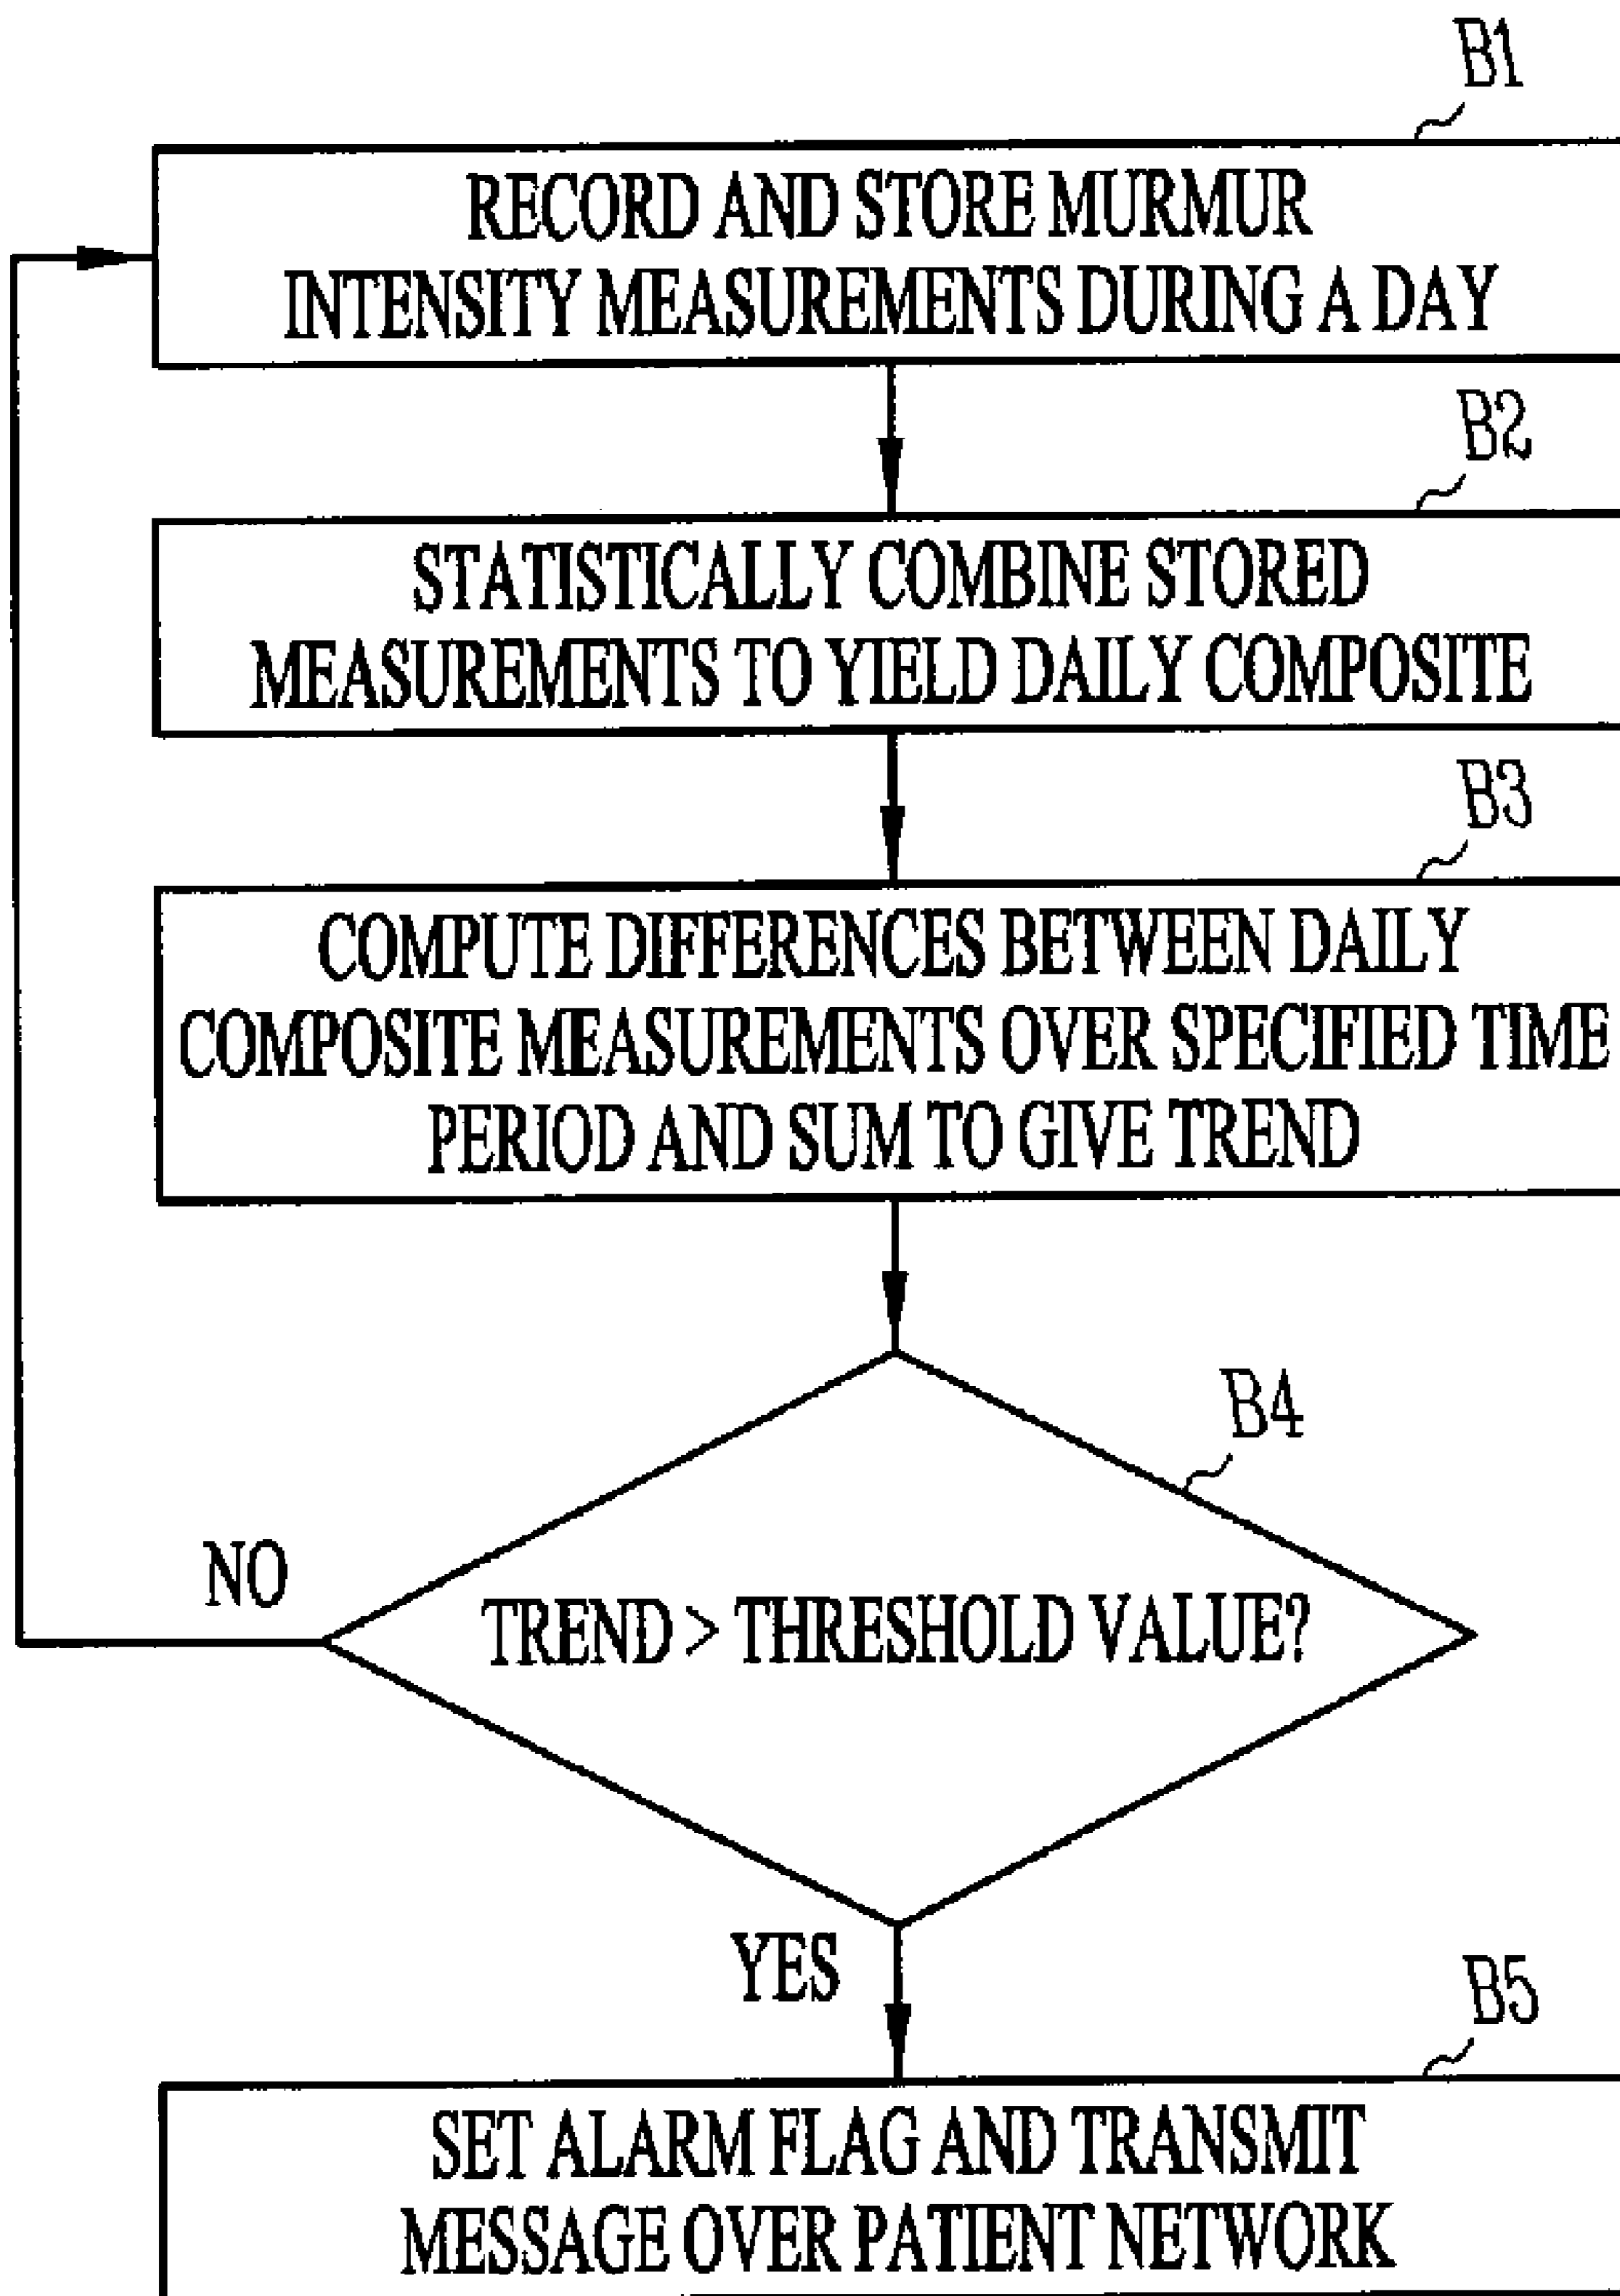 B1
RECORD AND STORE MURMUR
INTENSITY MEASUREMENTS DURING A DAY
B2
STATISTICALLY COMBINE STORED
MEASUREMENTS TO YIELD DAILY COMPOSITE
B3
COMPUTE DIFFERENCES BETWEEN DAILY
COMPOSITE MEASUREMENTS OVER SPECIFIED TIME
PERIOD AND SUM TO GIVE TREND
B4
NO
TREND > THRESHOLD VALUE?
YES
B5
SET ALARM FLAG AND TRANSMIT
MESSAGE OVER PATIENT NETWORK